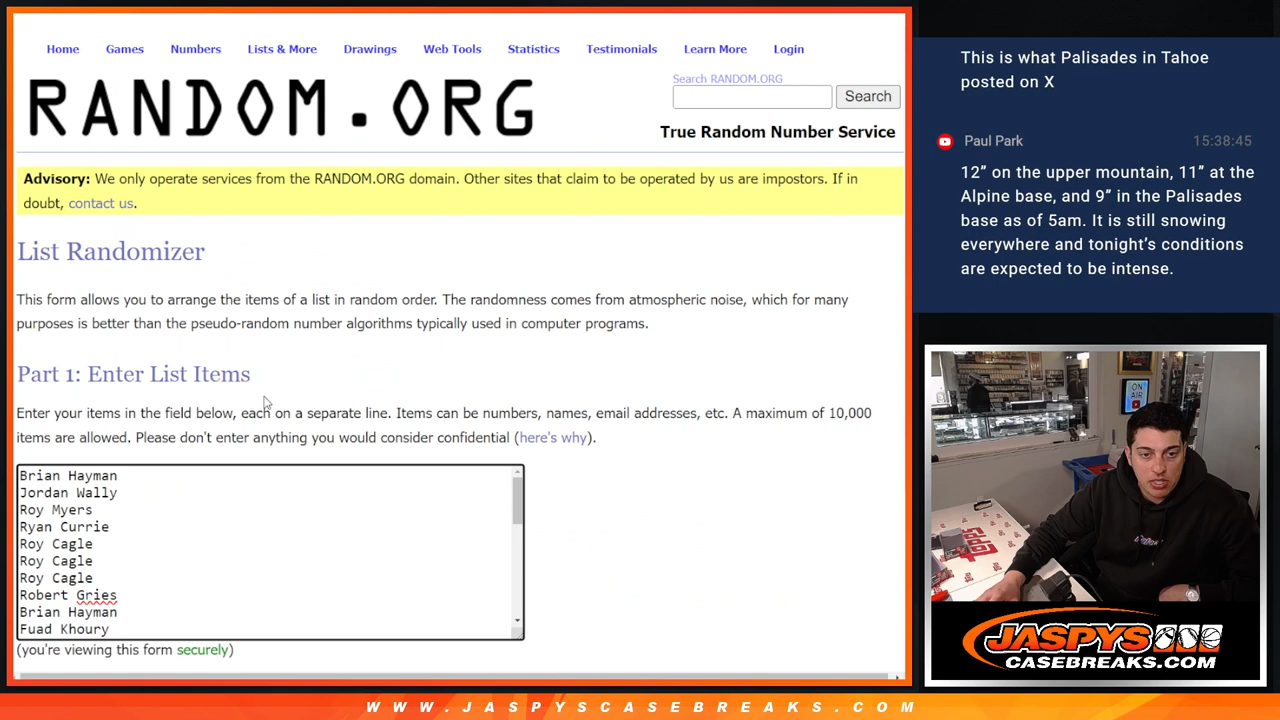 Home Games Numbers Lists & More Drawings Web Tools Statistics Testimonials Learn More Login
RANDOM.ORG
Search RANDOM.ORG
Search
True Random Number Service
Advisory: We only operate services from the RANDOM.ORG domain. Other sites that claim to be operated by us are impostors. If in
doubt, contact us.
List Randomizer
This form allows you to arrange the items of a list in random order. The randomness comes from atmospheric noise, which for many
purposes is better than the pseudo-random number algorithms typically used in computer programs.
Part 1: Enter List Items
Enter your items in the field below, each on a separate line. Items can be numbers, names, email addresses, etc. A maximum of 10,000
items are allowed. Please don't enter anything you would consider confidential (here's why).
Brian Hayman
Jordan Wally
Roy Myers
Ryan Currie
Roy Cagle
Roy Cagle
Roy Cagle
Robert Gries
Brian Hayman
Fuad Khoury
(you're viewing this form securely)
This is what Palisades in Tahoe
posted on X
Paul Park 15:38:45
12” on the upper mountain, 11” at the
Alpine base, and 9” in the Palisades
base as of 5am. It is still snowing
everywhere and tonight’s conditions
are expected to be intense.
ON
AIR
topps
JASPYS
CASEBREAKS.COM
WWW.JASPYSCASEBREAKS.COM